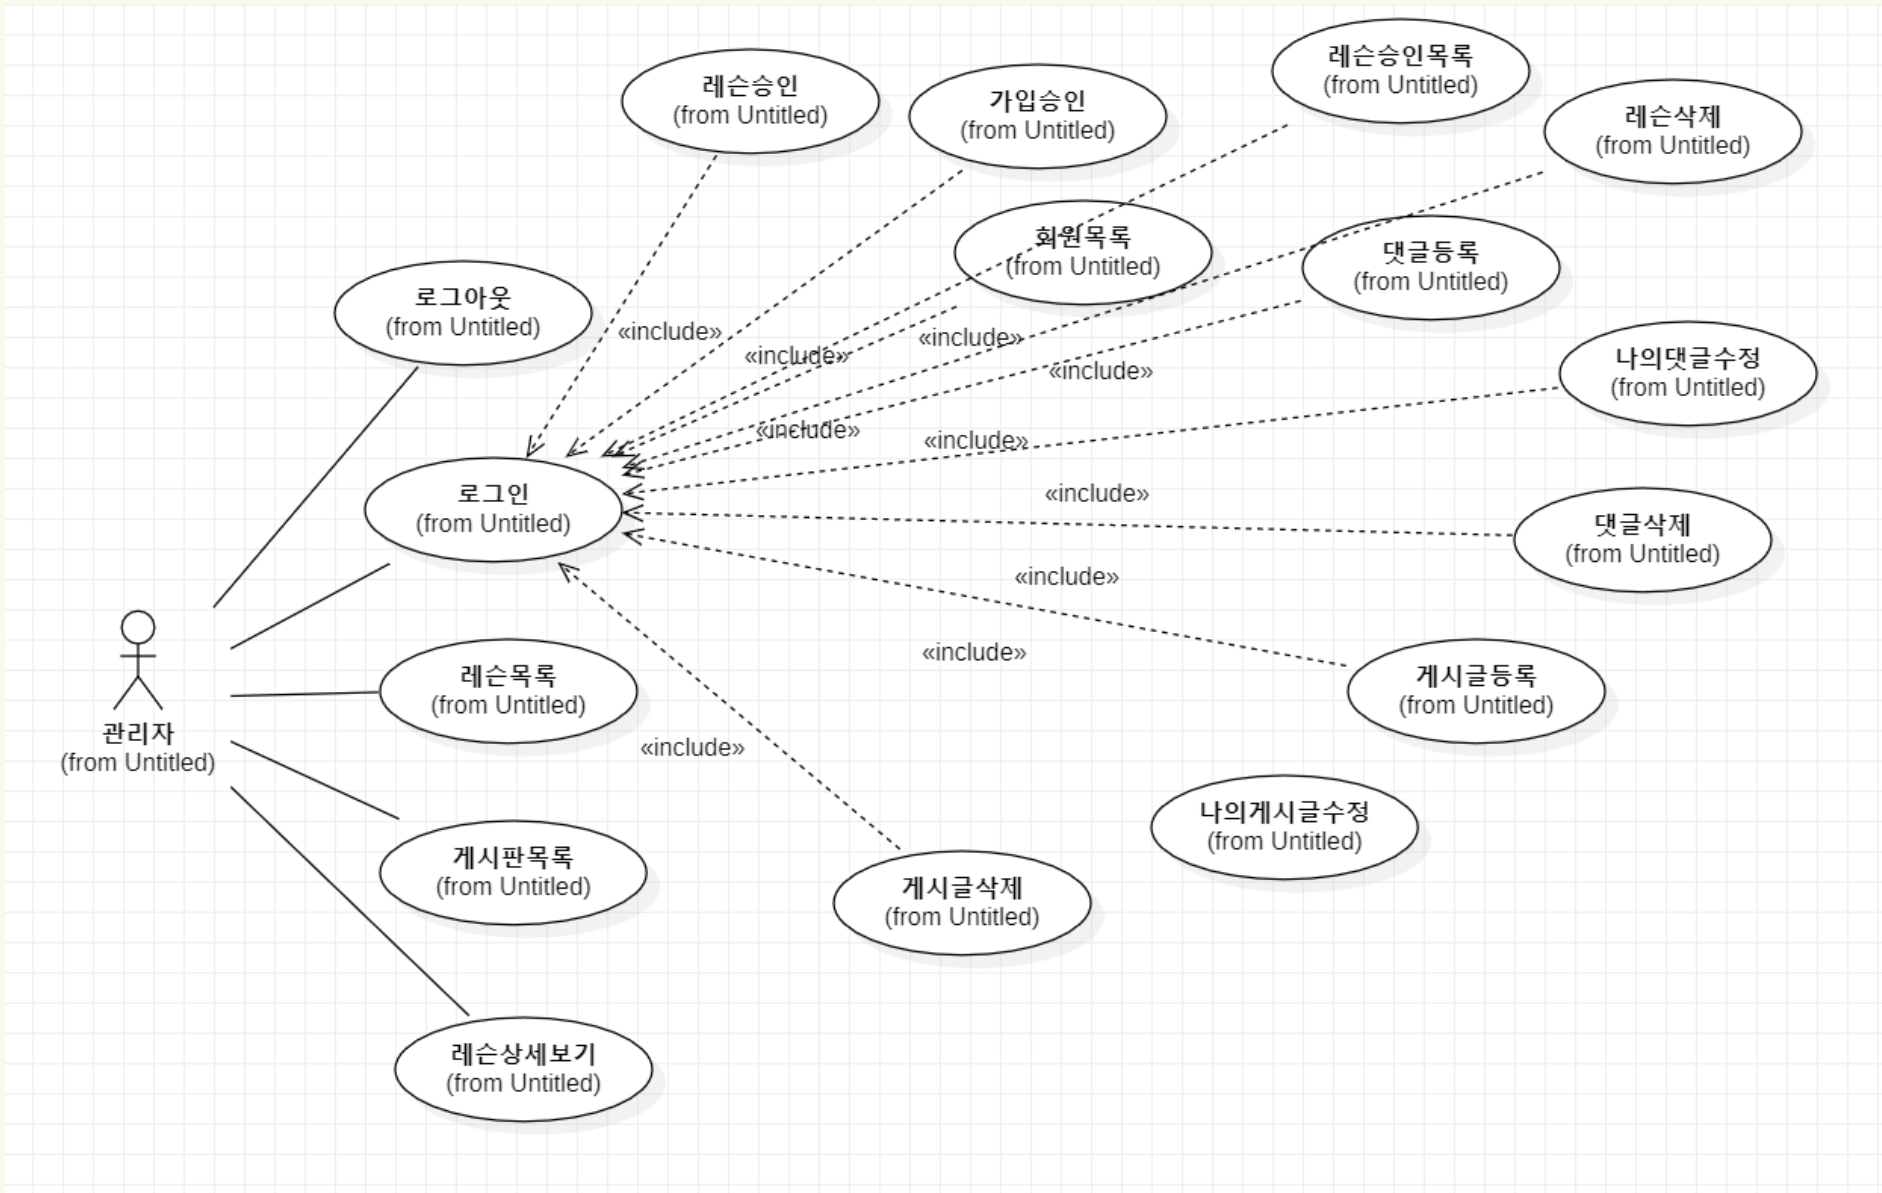 레슨승인
(from Untitled)
가입승인
(from Untitled)
레슨승인목록
(from Untitled)
레슨삭제
(from Untitled)
회원목록
(from Untitled)
댓글등록
(from Untitled)
로그아웃
(from Untitled)
«include»
«include»
«include»
«include»
나의댓글수정
(from Untitled)
«include»
«include»
로그인
(from Untitled)
«include»
댓글삭제
(from Untitled)
«include»
«include»
관리자
(from Untitled)
레슨목록
(from Untitled)
게시글등록
(from Untitled)
«include»
나의게시글수정
(from Untitled)
게시판목록
(from Untitled)
게시글삭제
(from Untitled)
레슨상세보기
(from Untitled)